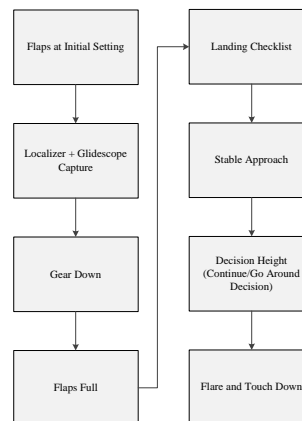 Flaps at Initial Setting
Localizer + Glidescope
Capture
Gear Down
Flaps Full
Landing Checklist
Stable Approach
Decision Height
(Continue/Go Around
Decision)
Flare and Touch Down